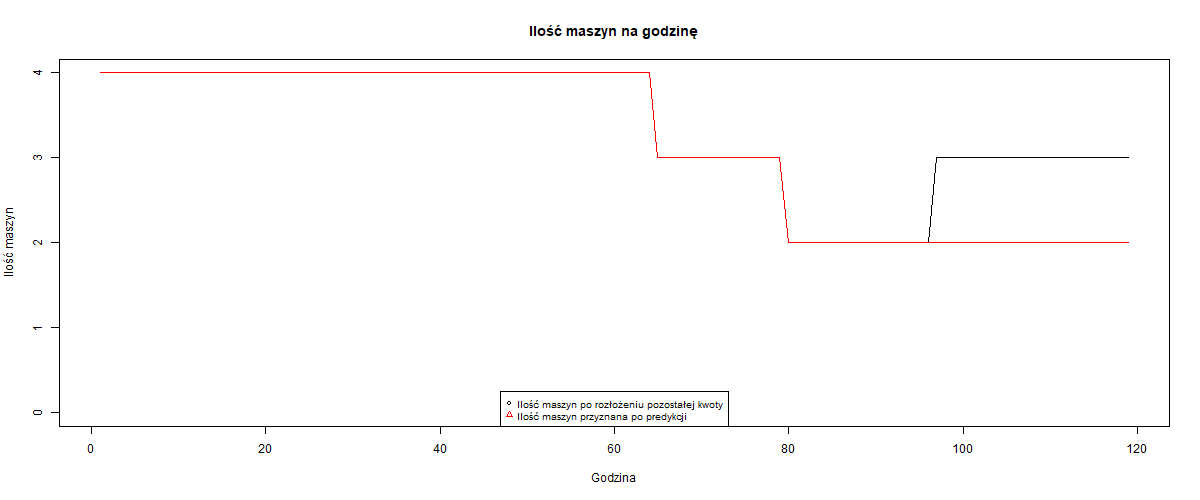 Ilość maszyn na godzinę
4
3
2
1
0
Ilość maszyn
Ilość maszyn po rozłożeniu pozostałej kwoty
Ilość maszyn przyznana po predykcji
0 20 40 60 80 100 120
Godzina